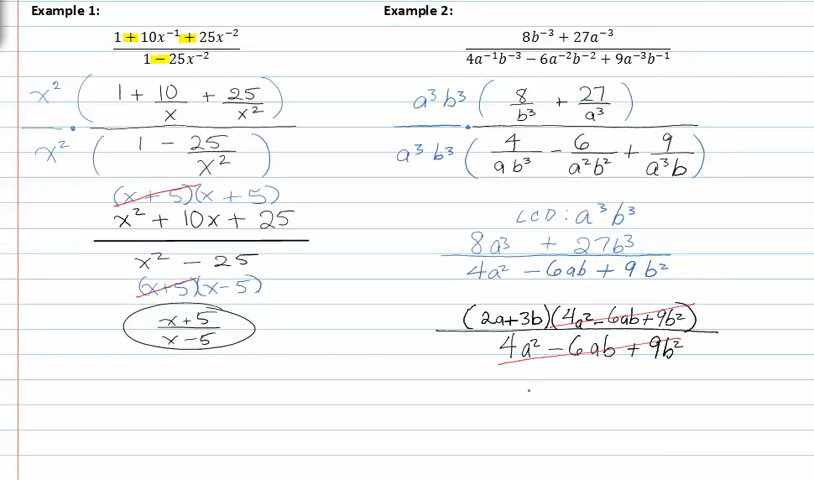 Example 1:
1 + 10x⁻¹ + 25x⁻²
1 − 25x⁻²
x² ( 1 + 10/x + 25/x² )
x² ( 1 − 25/x² )
(x + 5)(x + 5)
x² + 10x + 25
x² − 25
(x+5)(x−5)
x+5
x−5
Example 2:
8b⁻³ + 27a⁻³
4a⁻¹b⁻³ − 6a⁻²b⁻² + 9a⁻³b⁻¹
a³b³ ( 8/b³ + 27/a³ )
a³b³ ( 4/ab³ − 6/a²b² + 9/a³b )
LCD: a³b³
8a³ + 27b³
4a² − 6ab + 9b²
(2a+3b)(4a²−6ab+9b²)
4a² − 6ab + 9b²